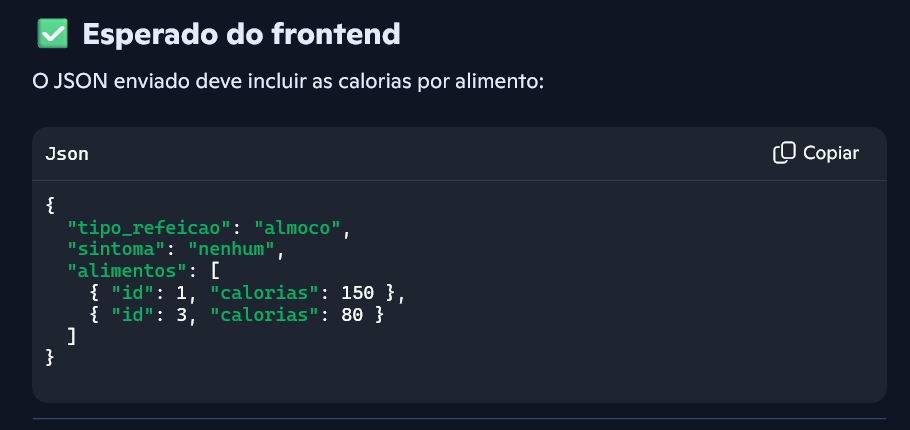 ✅ Esperado do frontend
O JSON enviado deve incluir as calorias por alimento:
Json
Copiar
{
  "tipo_refeicao": "almoco",
  "sintoma": "nenhum",
  "alimentos": [
    { "id": 1, "calorias": 150 },
    { "id": 3, "calorias": 80 }
  ]
}